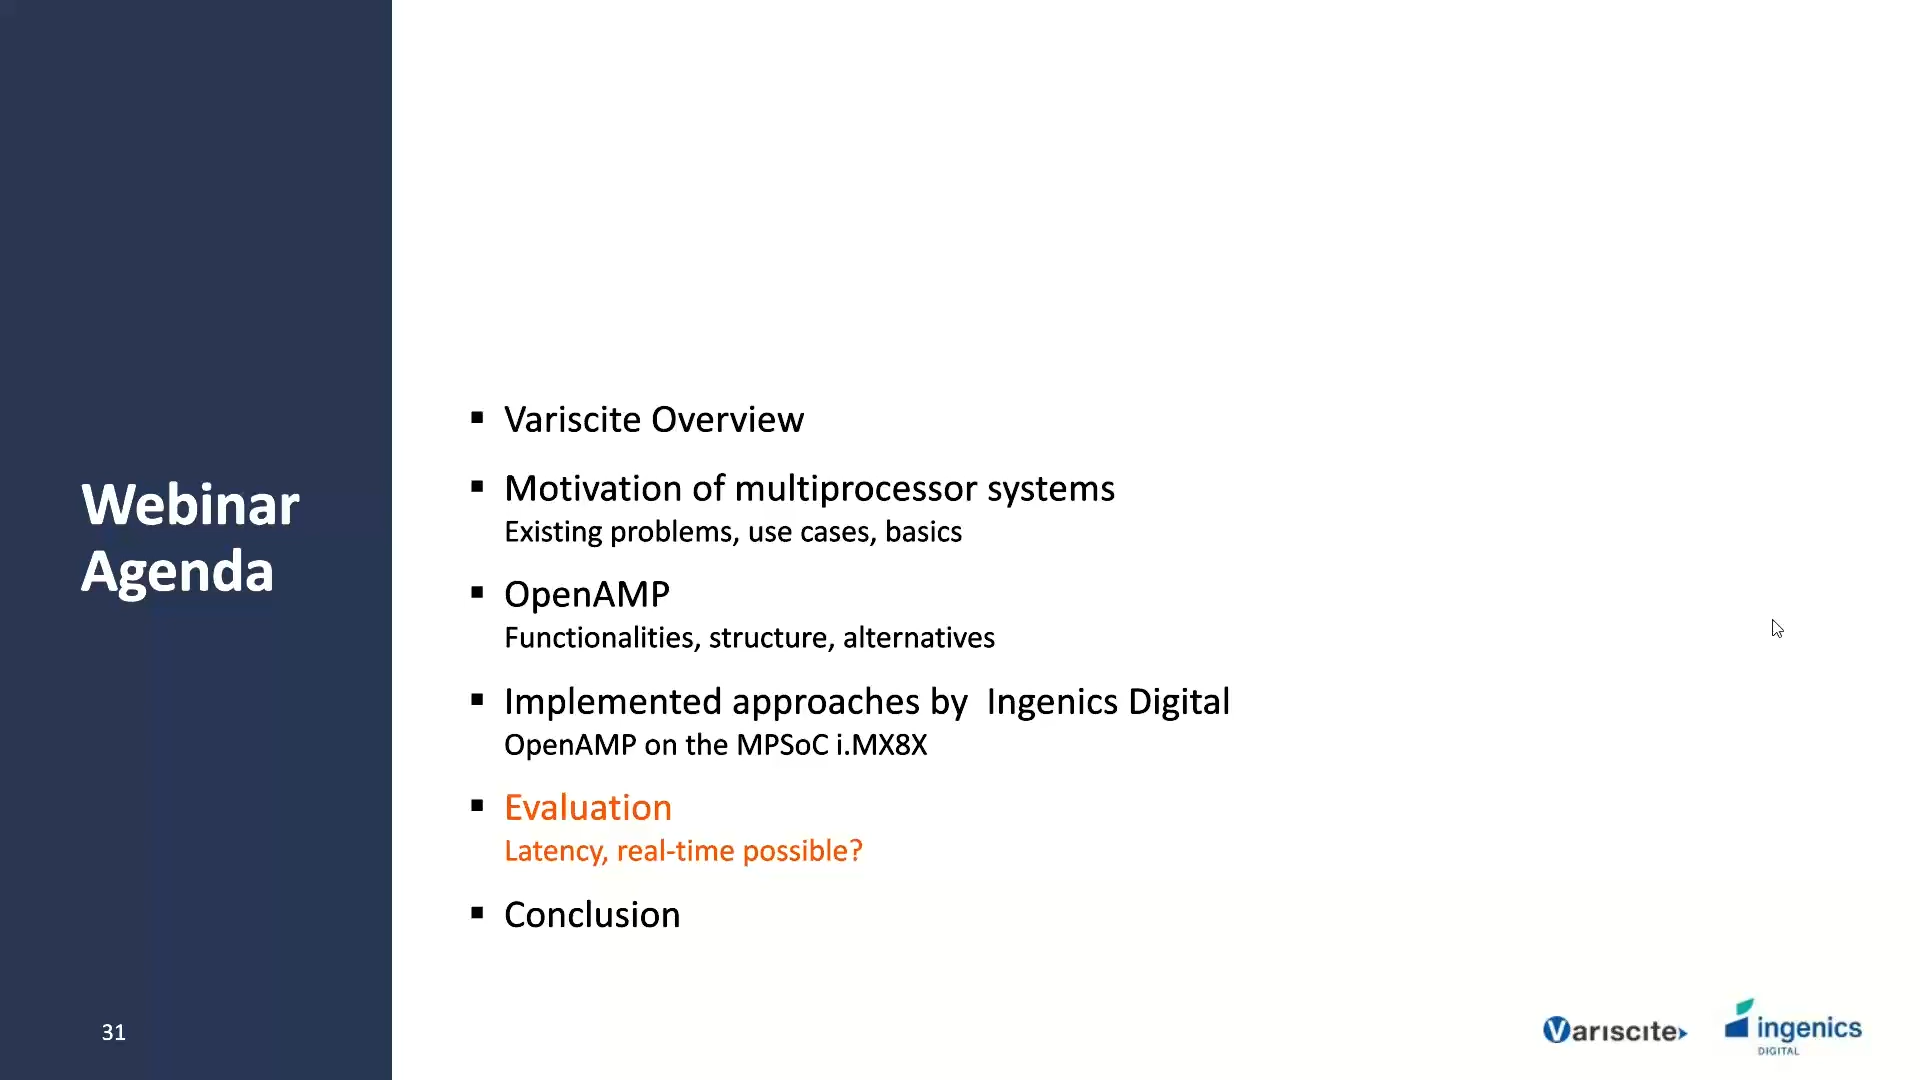 Webinar
Agenda
▪ Variscite Overview
▪ Motivation of multiprocessor systems
Existing problems, use cases, basics
▪ OpenAMP
Functionalities, structure, alternatives
▪ Implemented approaches by  Ingenics Digital
OpenAMP on the MPSoC i.MX8X
▪ Evaluation
Latency, real-time possible?
▪ Conclusion
31
Variscite
ingenics
DIGITAL